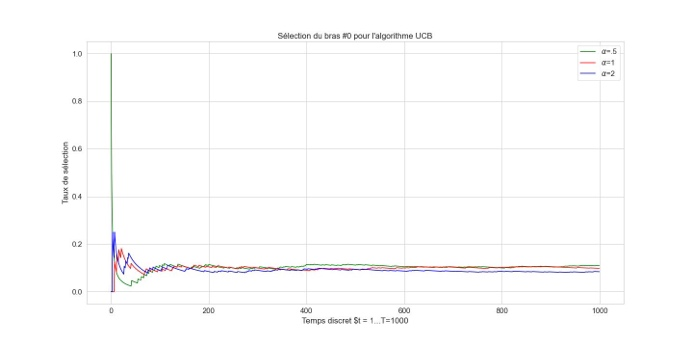 Sélection du bras #0 pour l'algorithme UCB
α=.5
α=1
α=2
1.0
0.8
0.6
0.4
0.2
0.0
Taux de sélection
0
200
400
600
800
1000
Temps discret $t = 1...T=1000